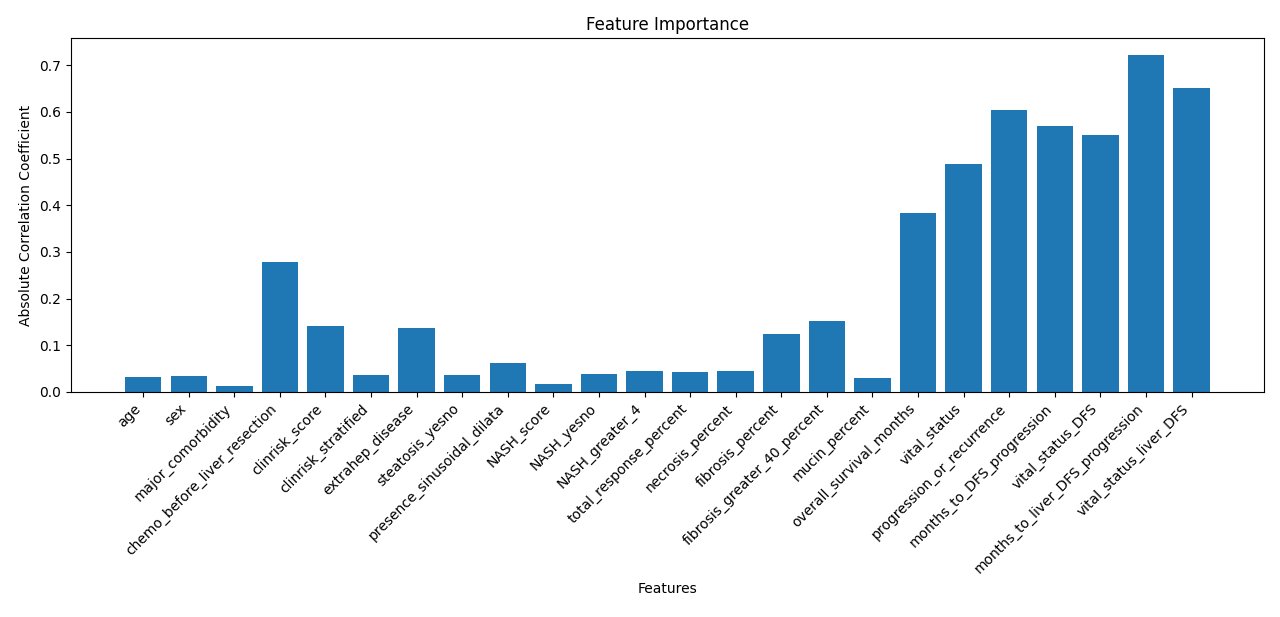 Feature Importance
Absolute Correlation Coefficient
0.7
0.6
0.5
0.4
0.3
0.2
0.1
0.0
age
sex
major_comorbidity
chemo_before_liver_resection
clinrisk_score
clinrisk_stratified
extrahep_disease
steatosis_yesno
presence_sinusoidal_dilata
NASH_score
NASH_yesno
NASH_greater_4
total_response_percent
necrosis_percent
fibrosis_percent
fibrosis_greater_40_percent
mucin_percent
overall_survival_months
vital_status
progression_or_recurrence
months_to_DFS_progression
vital_status_DFS
months_to_liver_DFS_progression
vital_status_liver_DFS
Features